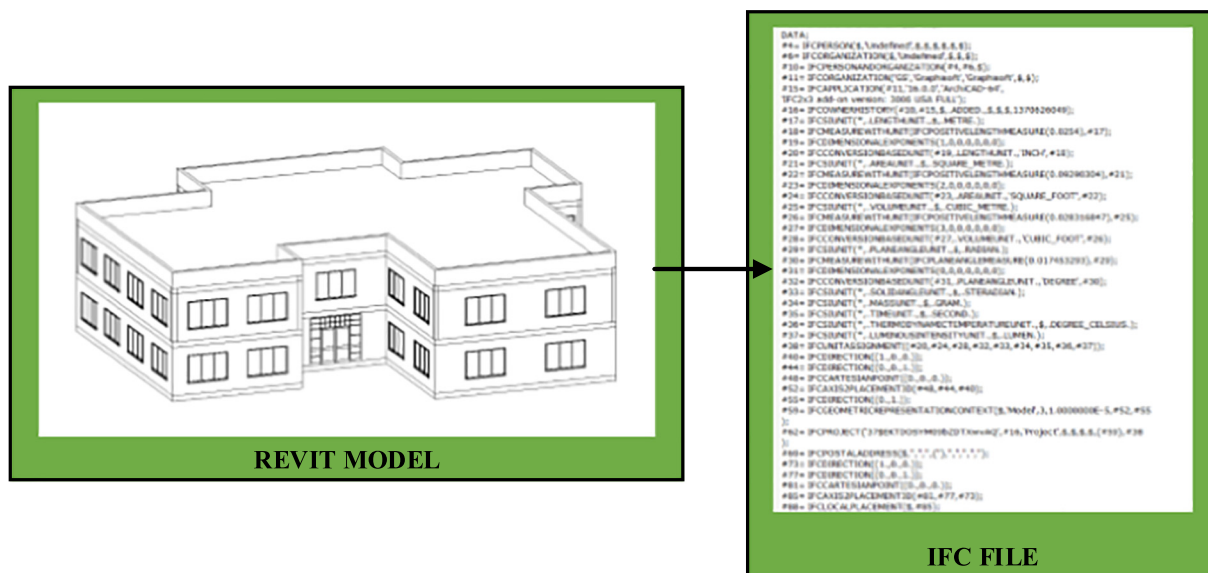 REVIT MODEL
DATA;
#4= IFCPERSON($,'Undefined',$,$,$,$,$,$);
#6= IFCORGANIZATION($,'Undefined',$,$,$);
#10= IFCPERSONANDORGANIZATION(#4,#6,$);
#11= IFCORGANIZATION('GS','Graphisoft','Graphisoft',$,$);
#15= IFCAPPLICATION(#11,'16.0.0','ArchiCAD-64',
'IFC2x3 add-on version: 3006 USA FULL');
#16= IFCOWNERHISTORY(#10,#15,$,.ADDED.,$,$,$,1370626049);
#17= IFCSIUNIT(*,.LENGTHUNIT.,$,.METRE.);
#18= IFCMEASUREWITHUNIT(IFCPOSITIVELENGTHMEASURE(0.0254),#17);
#19= IFCDIMENSIONALEXPONENTS(1,0,0,0,0,0,0);
#20= IFCCONVERSIONBASEDUNIT(#19,.LENGTHUNIT.,'INCH',#18);
#21= IFCSIUNIT(*,.AREAUNIT.,$,.SQUARE_METRE.);
#22= IFCMEASUREWITHUNIT(IFCPOSITIVELENGTHMEASURE(0.09290304),#21);
#23= IFCDIMENSIONALEXPONENTS(2,0,0,0,0,0,0);
#24= IFCCONVERSIONBASEDUNIT(#23,.AREAUNIT.,'SQUARE_FOOT',#22);
#25= IFCSIUNIT(*,.VOLUMEUNIT.,$,.CUBIC_METRE.);
#26= IFCMEASUREWITHUNIT(IFCPOSITIVELENGTHMEASURE(0.028316847),#25);
#27= IFCDIMENSIONALEXPONENTS(3,0,0,0,0,0,0);
#28= IFCCONVERSIONBASEDUNIT(#27,.VOLUMEUNIT.,'CUBIC_FOOT',#26);
#29= IFCSIUNIT(*,.PLANEANGLEUNIT.,$,.RADIAN.);
#30= IFCMEASUREWITHUNIT(IFCPLANEANGLEMEASURE(0.017453293),#29);
#31= IFCDIMENSIONALEXPONENTS(0,0,0,0,0,0,0);
#32= IFCCONVERSIONBASEDUNIT(#31,.PLANEANGLEUNIT.,'DEGREE',#30);
#33= IFCSIUNIT(*,.SOLIDANGLEUNIT.,$,.STERADIAN.);
#34= IFCSIUNIT(*,.MASSUNIT.,$,.GRAM.);
#35= IFCSIUNIT(*,.TIMEUNIT.,$,.SECOND.);
#36= IFCSIUNIT(*,.THERMODYNAMICTEMPERATUREUNIT.,$,.DEGREE_CELSIUS.);
#37= IFCSIUNIT(*,.LUMINOUSINTENSITYUNIT.,$,.LUMEN.);
#38= IFCUNITASSIGNMENT((#20,#24,#28,#32,#33,#34,#35,#36,#37));
#40= IFCDIRECTION((1.,0.,0.));
#44= IFCDIRECTION((0.,0.,1.));
#48= IFCCARTESIANPOINT((0.,0.,0.));
#52= IFCAXIS2PLACEMENT3D(#48,#44,#40);
#55= IFCDIRECTION((0.,1.));
#59= IFCGEOMETRICREPRESENTATIONCONTEXT($,'Model',3,1.0000000E-5,#52,#55
);
#62= IFCPROJECT(#16,'Project',$,$,$,$,(#59),#38
);
#69= IFCPOSTALADDRESS($,
#73= IFCDIRECTION((1.,0.,0.));
#77= IFCDIRECTION((0.,0.,1.));
#81= IFCCARTESIANPOINT((0.,0.,0.));
#85= IFCAXIS2PLACEMENT3D(#81,#77,#73);
#88= IFCLOCALPLACEMENT($,#85);
IFC FILE